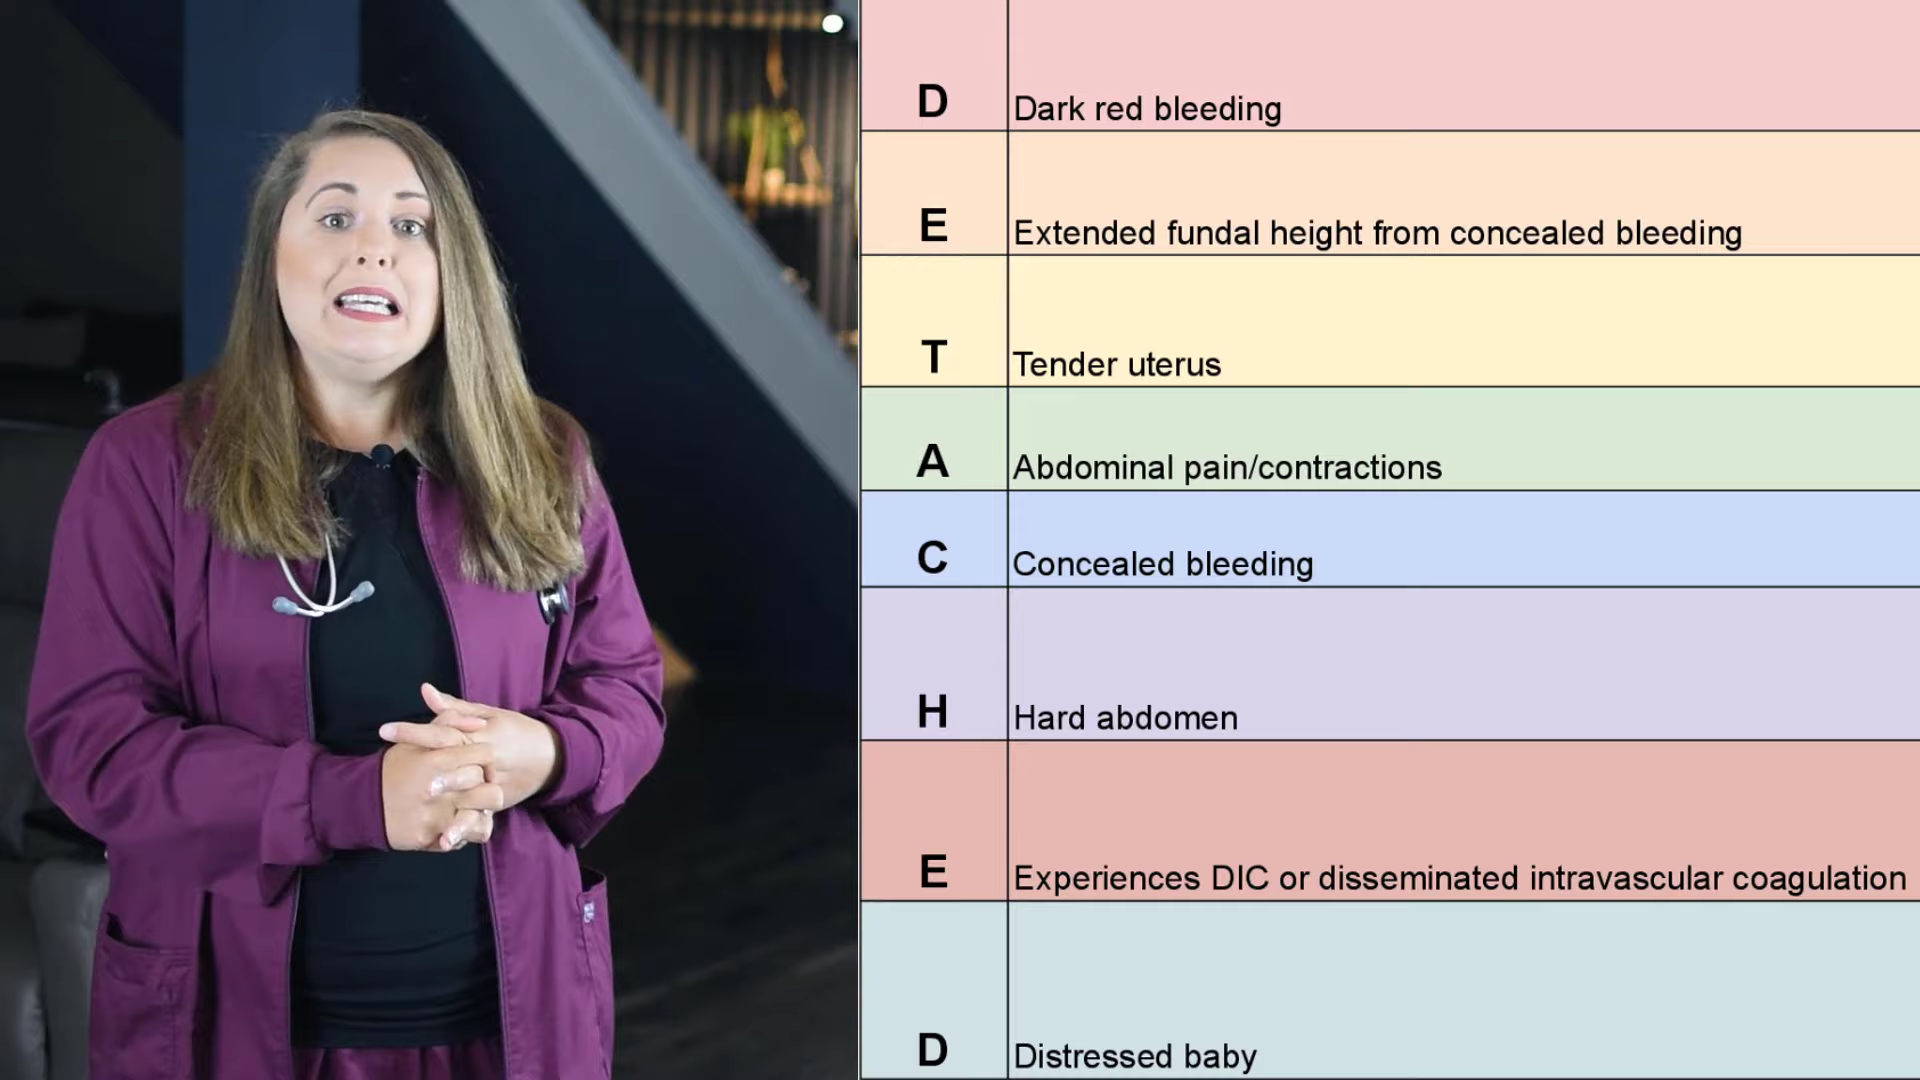 D Dark red bleeding
E Extended fundal height from concealed bleeding
T Tender uterus
A Abdominal pain/contractions
C Concealed bleeding
H Hard abdomen
E Experiences DIC or disseminated intravascular coagulation
D Distressed baby